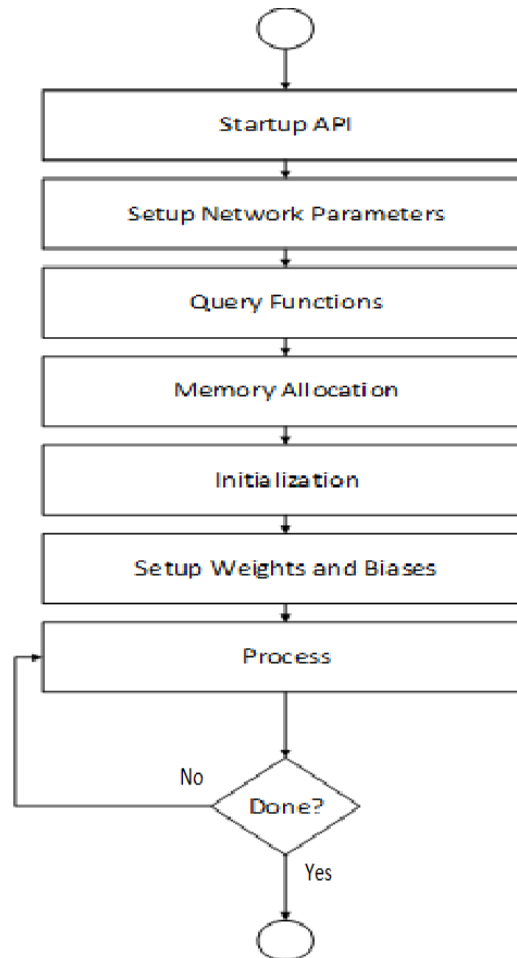 Startup API
Setup Network Parameters
Query Functions
Memory Allocation
Initialization
Setup Weights and Biases
Process
No
Done?
Yes